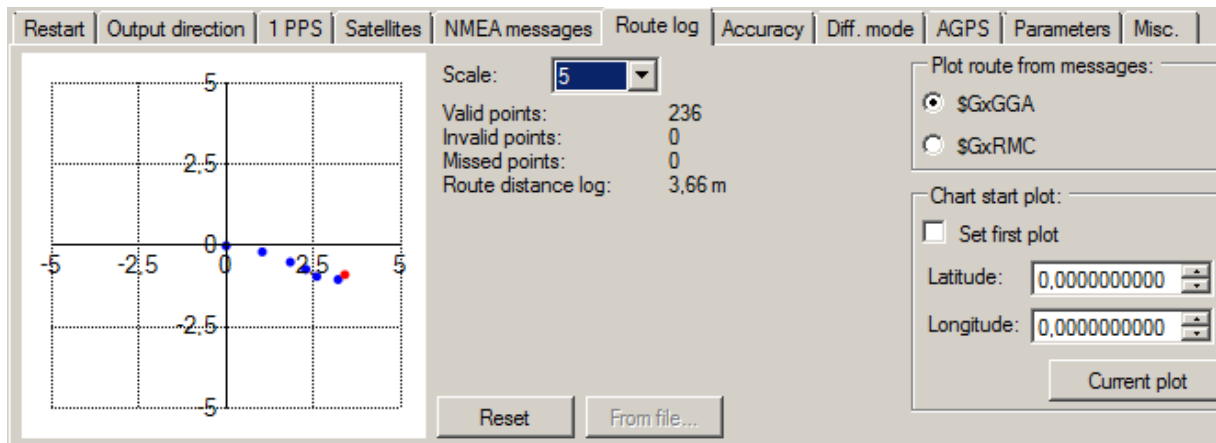 Restart Output direction 1 PPS Satellites NMEA messages Route log Accuracy Diff. mode AGPS Parameters Misc.
5
2,5
0
-5 -2,5 0 2,5 5
-2,5
-5
Scale: 5
Valid points: 236
Invalid points: 0
Missed points: 0
Route distance log: 3,66 m
Reset From file...
Plot route from messages:
$GxGGA
$GxRMC
Chart start plot:
Set first plot
Latitude: 0,0000000000
Longitude: 0,0000000000
Current plot